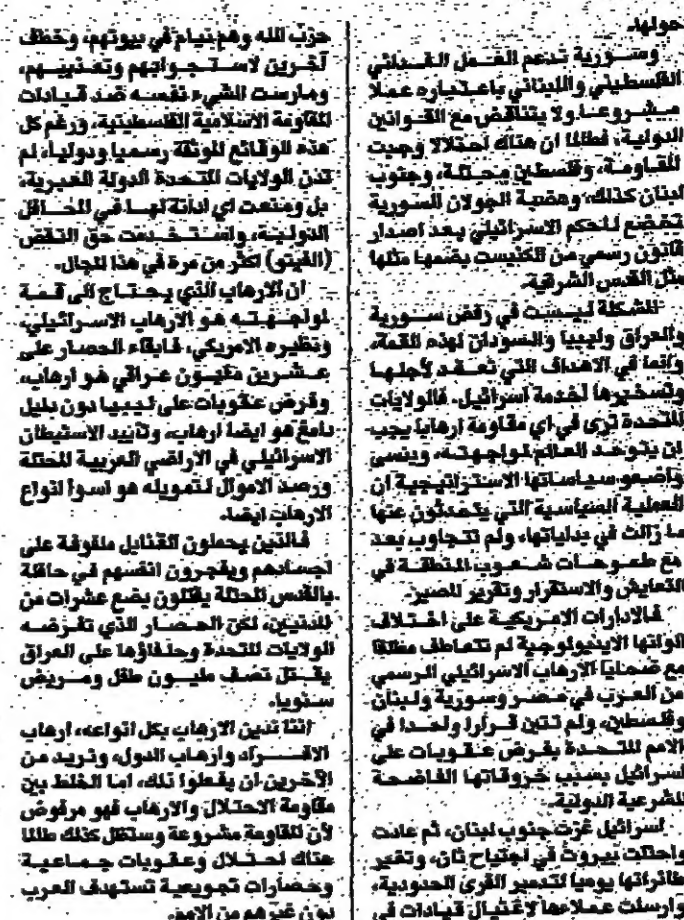 حولها.
وسورية تدعم العمل الفدائي
الفلسطيني واللبناني باعتباره عملا
مشروعا ولا يتناقض مع القوانين
الدولية، فطالما ان هناك احتلالا وجبت
المقاومة، وفلسطين محتلة، وجنوب
لبنان كذلك، وهضبة الجولان السورية
تخضع للحكم الاسرائيلي بعد اصدار
قانون رسمي من الكنيست يضمها مثلها
مثل القدس الشرقية.
المشكلة ليست في رفض سورية
والعراق وليبيا والسودان لهذه القمة،
وانما في الاهداف التي تعقد لأجلها
وتسخيرها لخدمة اسرائيل. فالولايات
المتحدة ترى في اي مقاومة ارهابا يجب
ان يتوحد العالم لمواجهته، وينسى
واضعو سياساتها الاستراتيجية ان
العملية السياسية التي يتحدثون عنها
ما زالت في بداياتها، ولم تتجاوب بعد
مع طموحات شعوب المنطقة في
التعايش والاستقرار وتقرير المصير.
فالادارات الامريكية على اختلاف
الوانها الايديولوجية لم تتعاطف مطلقا
مع ضحايا الارهاب الاسرائيلي الرسمي
من العرب في مصر وسورية ولبنان
وفلسطين، ولم تتبن قرارا واحدا في
الامم المتحدة بفرض عقوبات على
اسرائيل بسبب خروقاتها الفاضحة
للشرعية الدولية.
اسرائيل غزت جنوب لبنان، ثم عادت
واحتلت بيروت في اجتياح ثان، وتغير
طائراتها يوميا لتدمير القرى الحدودية،
وارسلت عملاءها لاغتيال قيادات في
حزب الله وهم نيام في بيوتهم، وخطف
آخرين لاستجوابهم وتعذيبهم،
ومارست الشيء نفسه ضد قيادات
المقاومة الاسلامية الفلسطينية، ورغم كل
هذه الوقائع الموثقة رسميا ودوليا، لم
تدن الولايات المتحدة الدولة العبرية،
بل ومنعت اي ادانة لها في المحافل
الدولية، واستخدمت حق النقض
(الفيتو) اكثر من مرة في هذا المجال.
ان الارهاب الذي يحتاج الى قمة
لمواجهته هو الارهاب الاسرائيلي،
ونظيره الامريكي، فابقاء الحصار على
عشرين مليون عراقي هو ارهاب،
وفرض عقوبات على ليبيا دون دليل
دامغ هو ايضا ارهاب، وتأييد الاستيطان
الاسرائيلي في الاراضي العربية المحتلة
ورصد الاموال لتمويله هو اسوأ انواع
الارهاب ايضا.
فالذين يحملون القنابل ملفوفة على
اجسادهم ويفجرون انفسهم في حافلة
بالقدس المحتلة يقتلون بضع عشرات من
المدنيين، لكن الحصار الذي تفرضه
الولايات المتحدة وحلفاؤها على العراق
يقتل نصف مليون طفل ومريض
سنويا.
اننا ندين الارهاب بكل انواعه، ارهاب
الافراد وارهاب الدول، ونريد من
الآخرين ان يفعلوا ذلك، اما الخلط بين
مقاومة الاحتلال والارهاب فهو مرفوض
لأن المقاومة مشروعة وستظل كذلك طالما
هناك احتلال وعقوبات جماعية
وحصارات تجويعية تستهدف العرب
دون غيرهم من الامم.